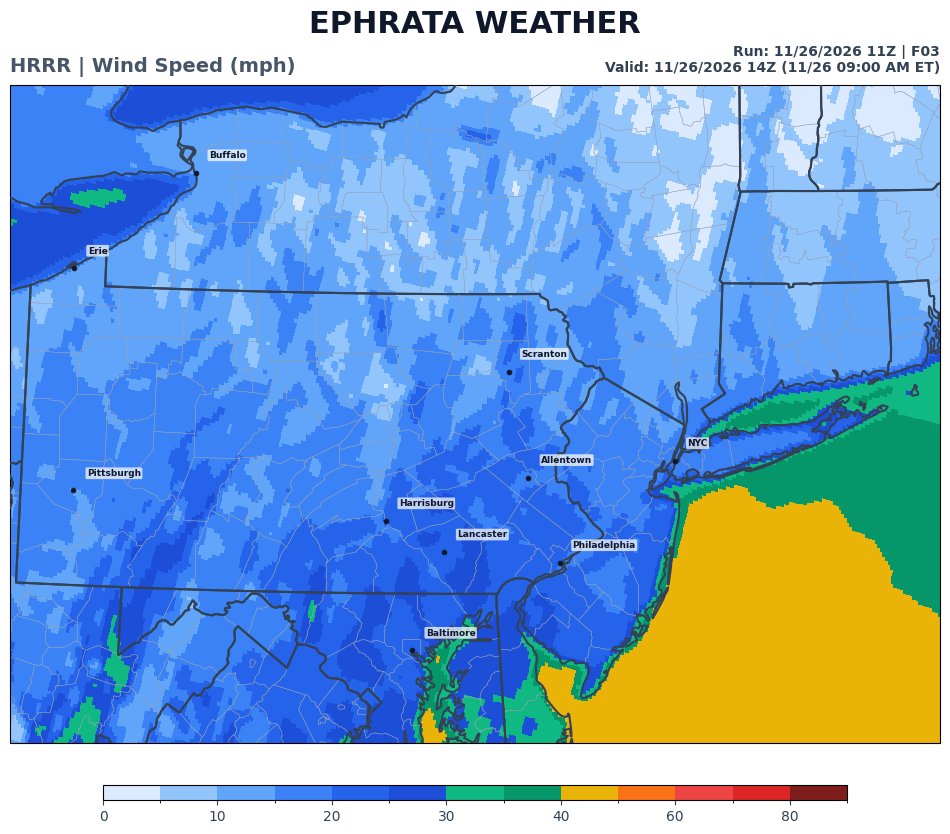 EPHRATA WEATHER
Run: 11/26/2026 11Z | F03
HRRR | Wind Speed (mph)
Valid: 11/26/2026 14Z (11/26 09:00 AM ET)
Buffalo
Erie
Scranton
NYC
Allentown
Pittsburgh
Harrisburg
Lancaster
Philadelphia
Baltimore
0 10 20 30 40 50 60 70 80